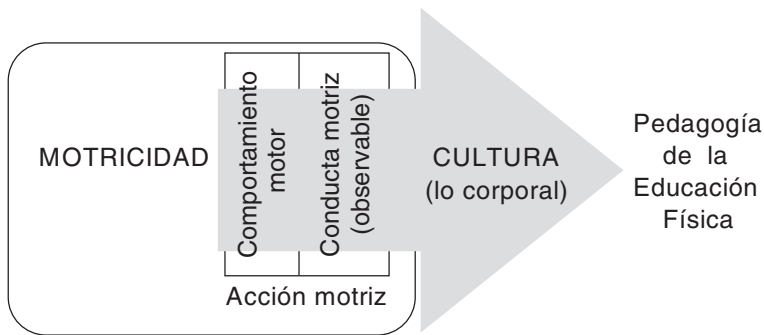 MOTRICIDAD
Comportamiento
motor
Conducta motriz
(observable)
Acción motriz
CULTURA
(lo corporal)
Pedagogía
de la
Educación
Física